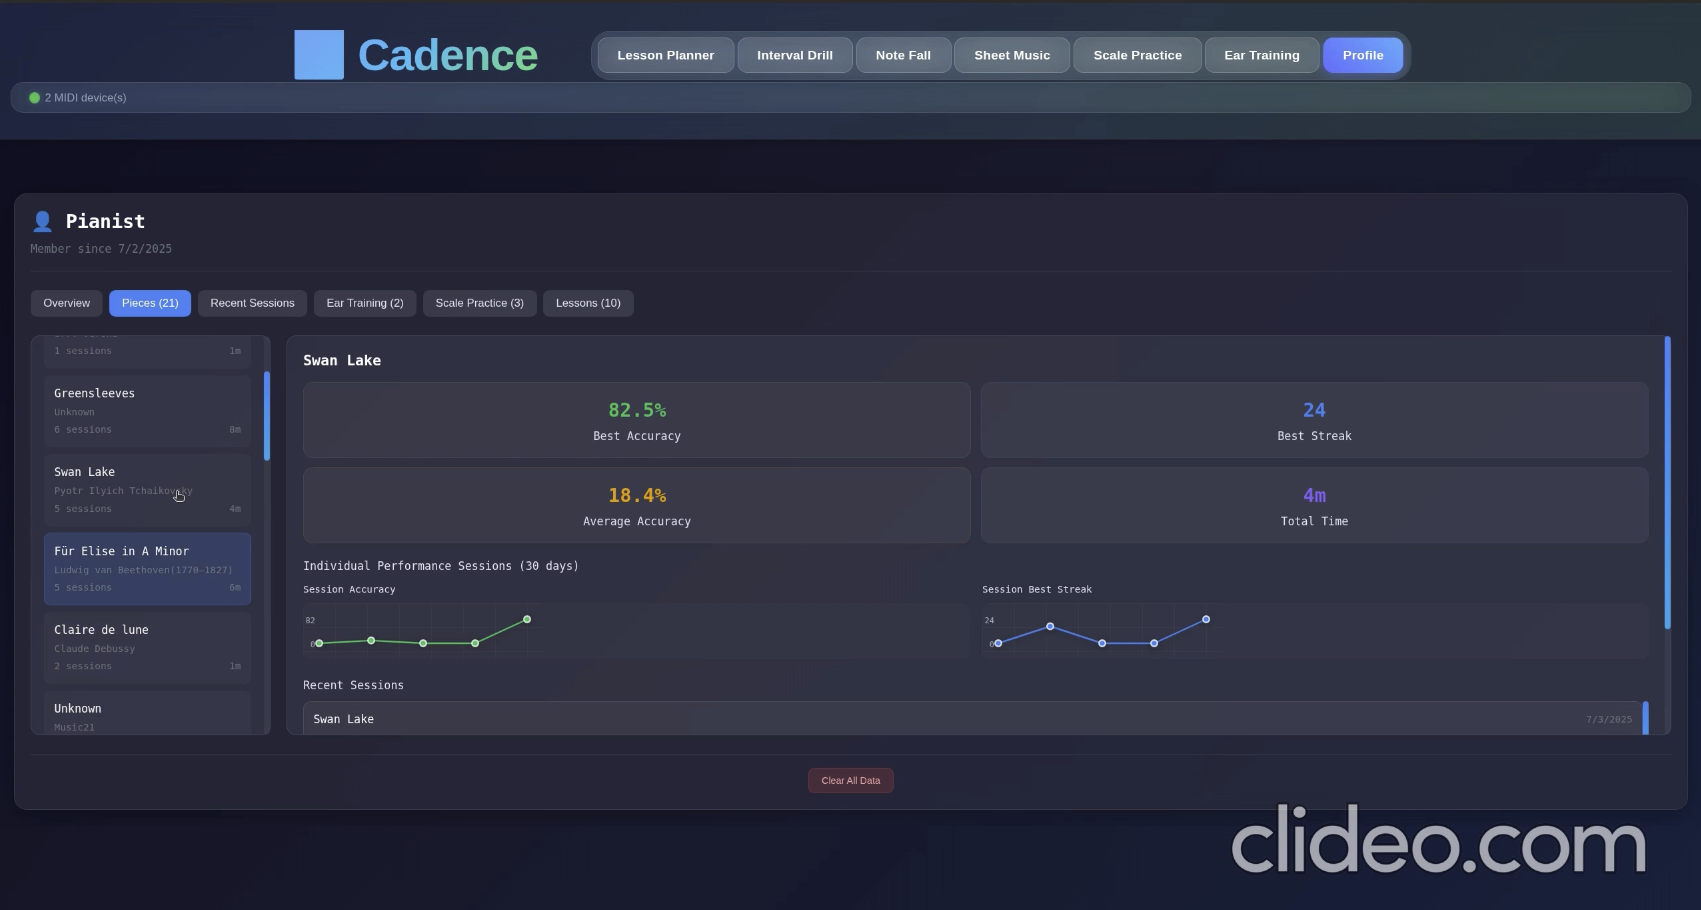 Cadence
Lesson Planner
Interval Drill
Note Fall
Sheet Music
Scale Practice
Ear Training
Profile
2 MIDI device(s)
Pianist
Member since 7/2/2025
Overview
Pieces (21)
Recent Sessions
Ear Training (2)
Scale Practice (3)
Lessons (10)
1 sessions 1m
Greensleeves
Unknown
6 sessions 8m
Swan Lake
Pyotr Ilyich Tchaikovsky
5 sessions 4m
Für Elise in A Minor
Ludwig van Beethoven(1770–1827)
5 sessions 6m
Claire de lune
Claude Debussy
2 sessions 1m
Unknown
Music21
Swan Lake
82.5%
Best Accuracy
24
Best Streak
18.4%
Average Accuracy
4m
Total Time
Individual Performance Sessions (30 days)
Session Accuracy
82
0
Session Best Streak
24
0
Recent Sessions
Swan Lake 7/3/2025
Clear All Data
clideo.com